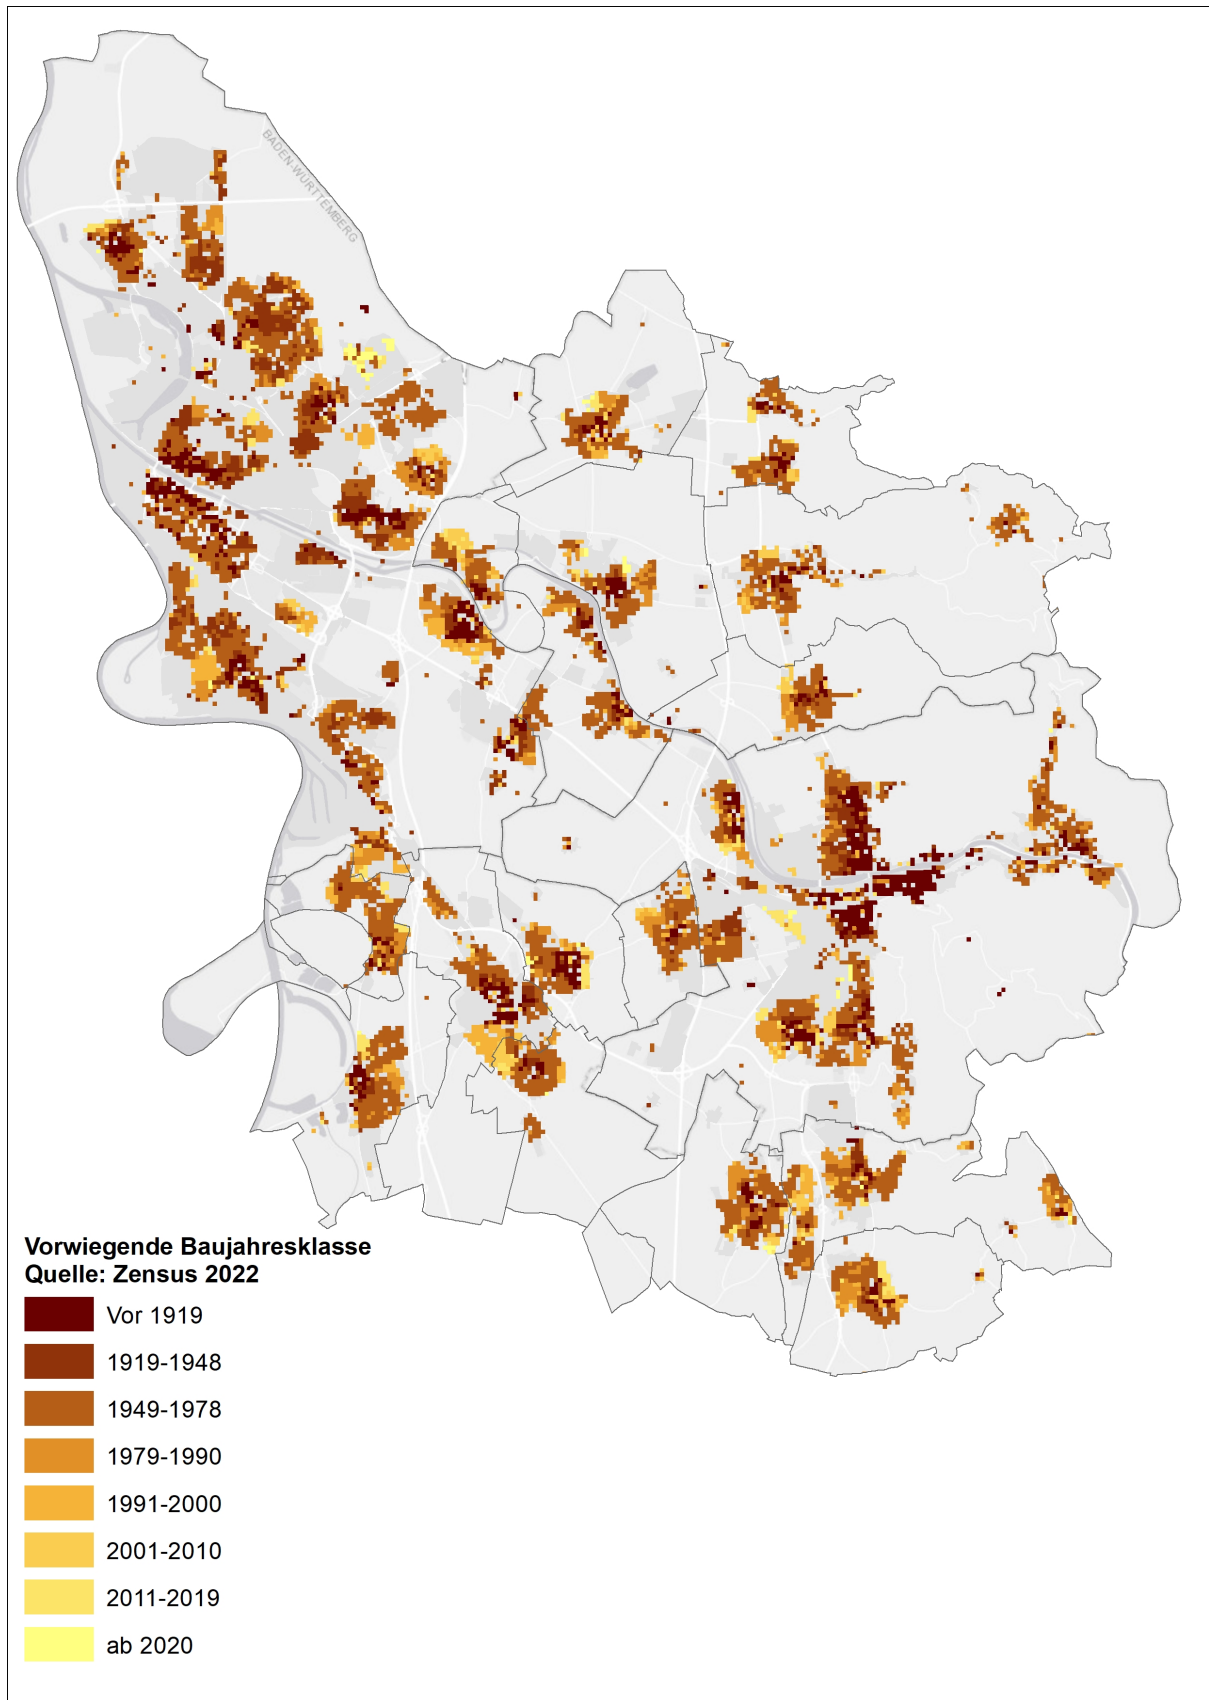 BADEN-WÜRTTEMBERG
Vorwiegende Baujahresklasse
Quelle: Zensus 2022
Vor 1919
1919-1948
1949-1978
1979-1990
1991-2000
2001-2010
2011-2019
ab 2020